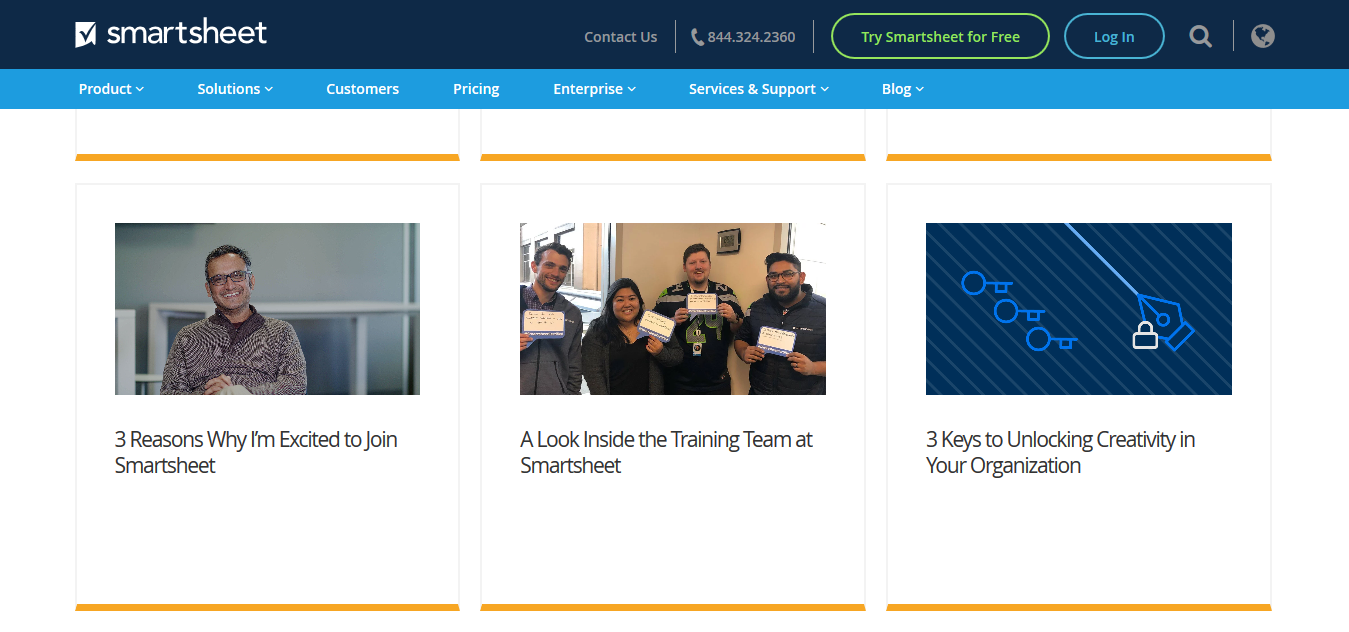 smartsheet
Contact Us
844.324.2360
Try Smartsheet for Free
Log In
Product
Solutions
Customers
Pricing
Enterprise
Services & Support
Blog
3 Reasons Why I’m Excited to Join
Smartsheet
A Look Inside the Training Team at
Smartsheet
3 Keys to Unlocking Creativity in
Your Organization